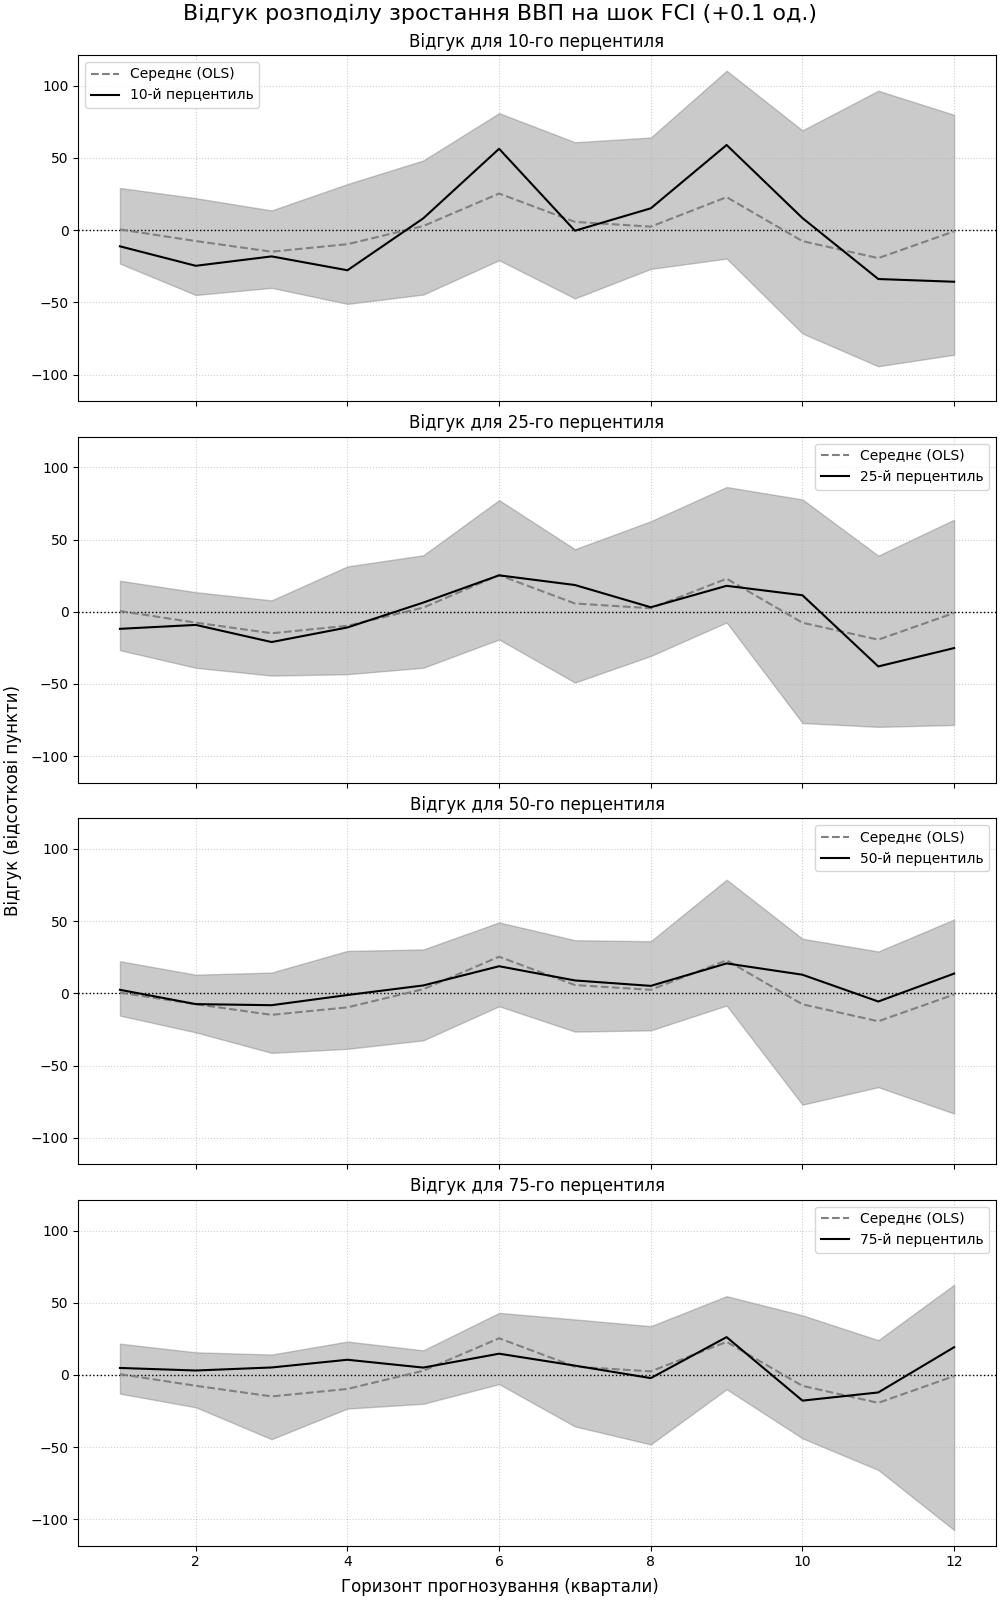 Відгук розподілу зростання ВВП на шок FCI (+0.1 од.)
Відгук для 10-го перцентиля
Середнє (OLS)
10-й перцентиль
100
50
0
−50
−100
Відгук для 25-го перцентиля
Середнє (OLS)
25-й перцентиль
100
50
0
−50
−100
Відгук (відсоткові пункти)
Відгук для 50-го перцентиля
Середнє (OLS)
50-й перцентиль
100
50
0
−50
−100
Відгук для 75-го перцентиля
Середнє (OLS)
75-й перцентиль
100
50
0
−50
−100
2 4 6 8 10 12
Горизонт прогнозування (квартали)